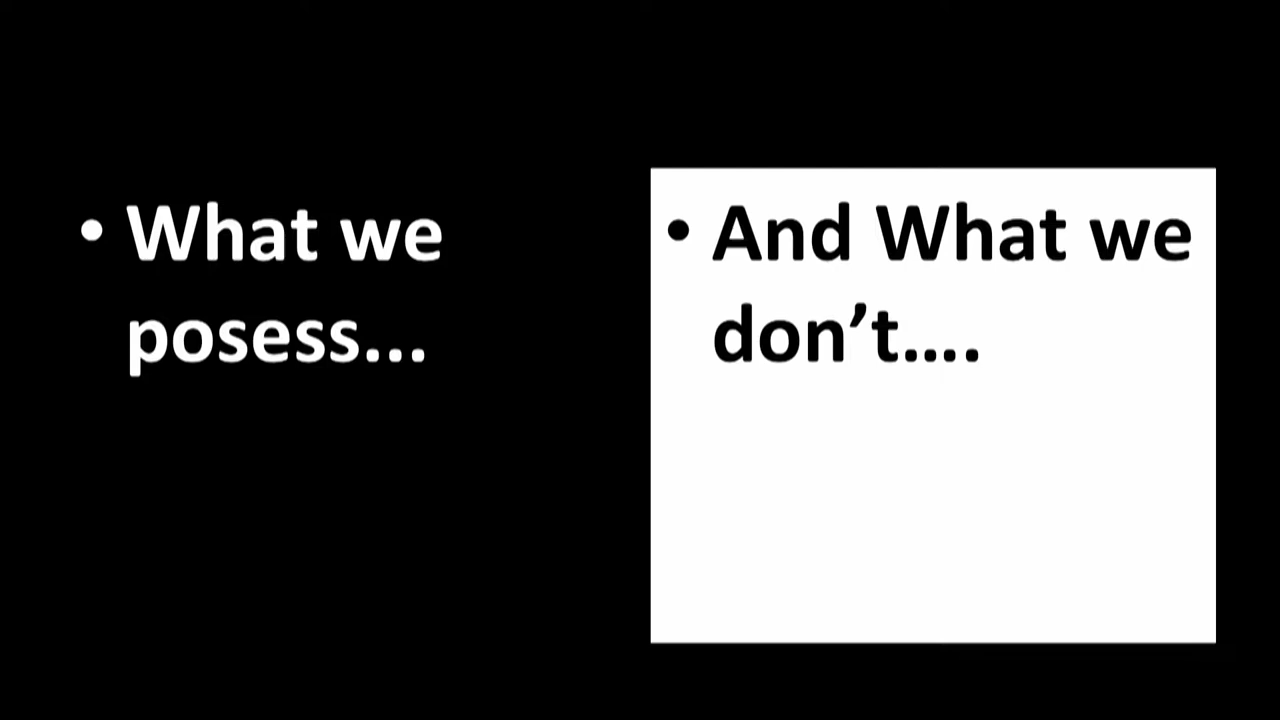 • What we
posess...
• And What we
don’t....